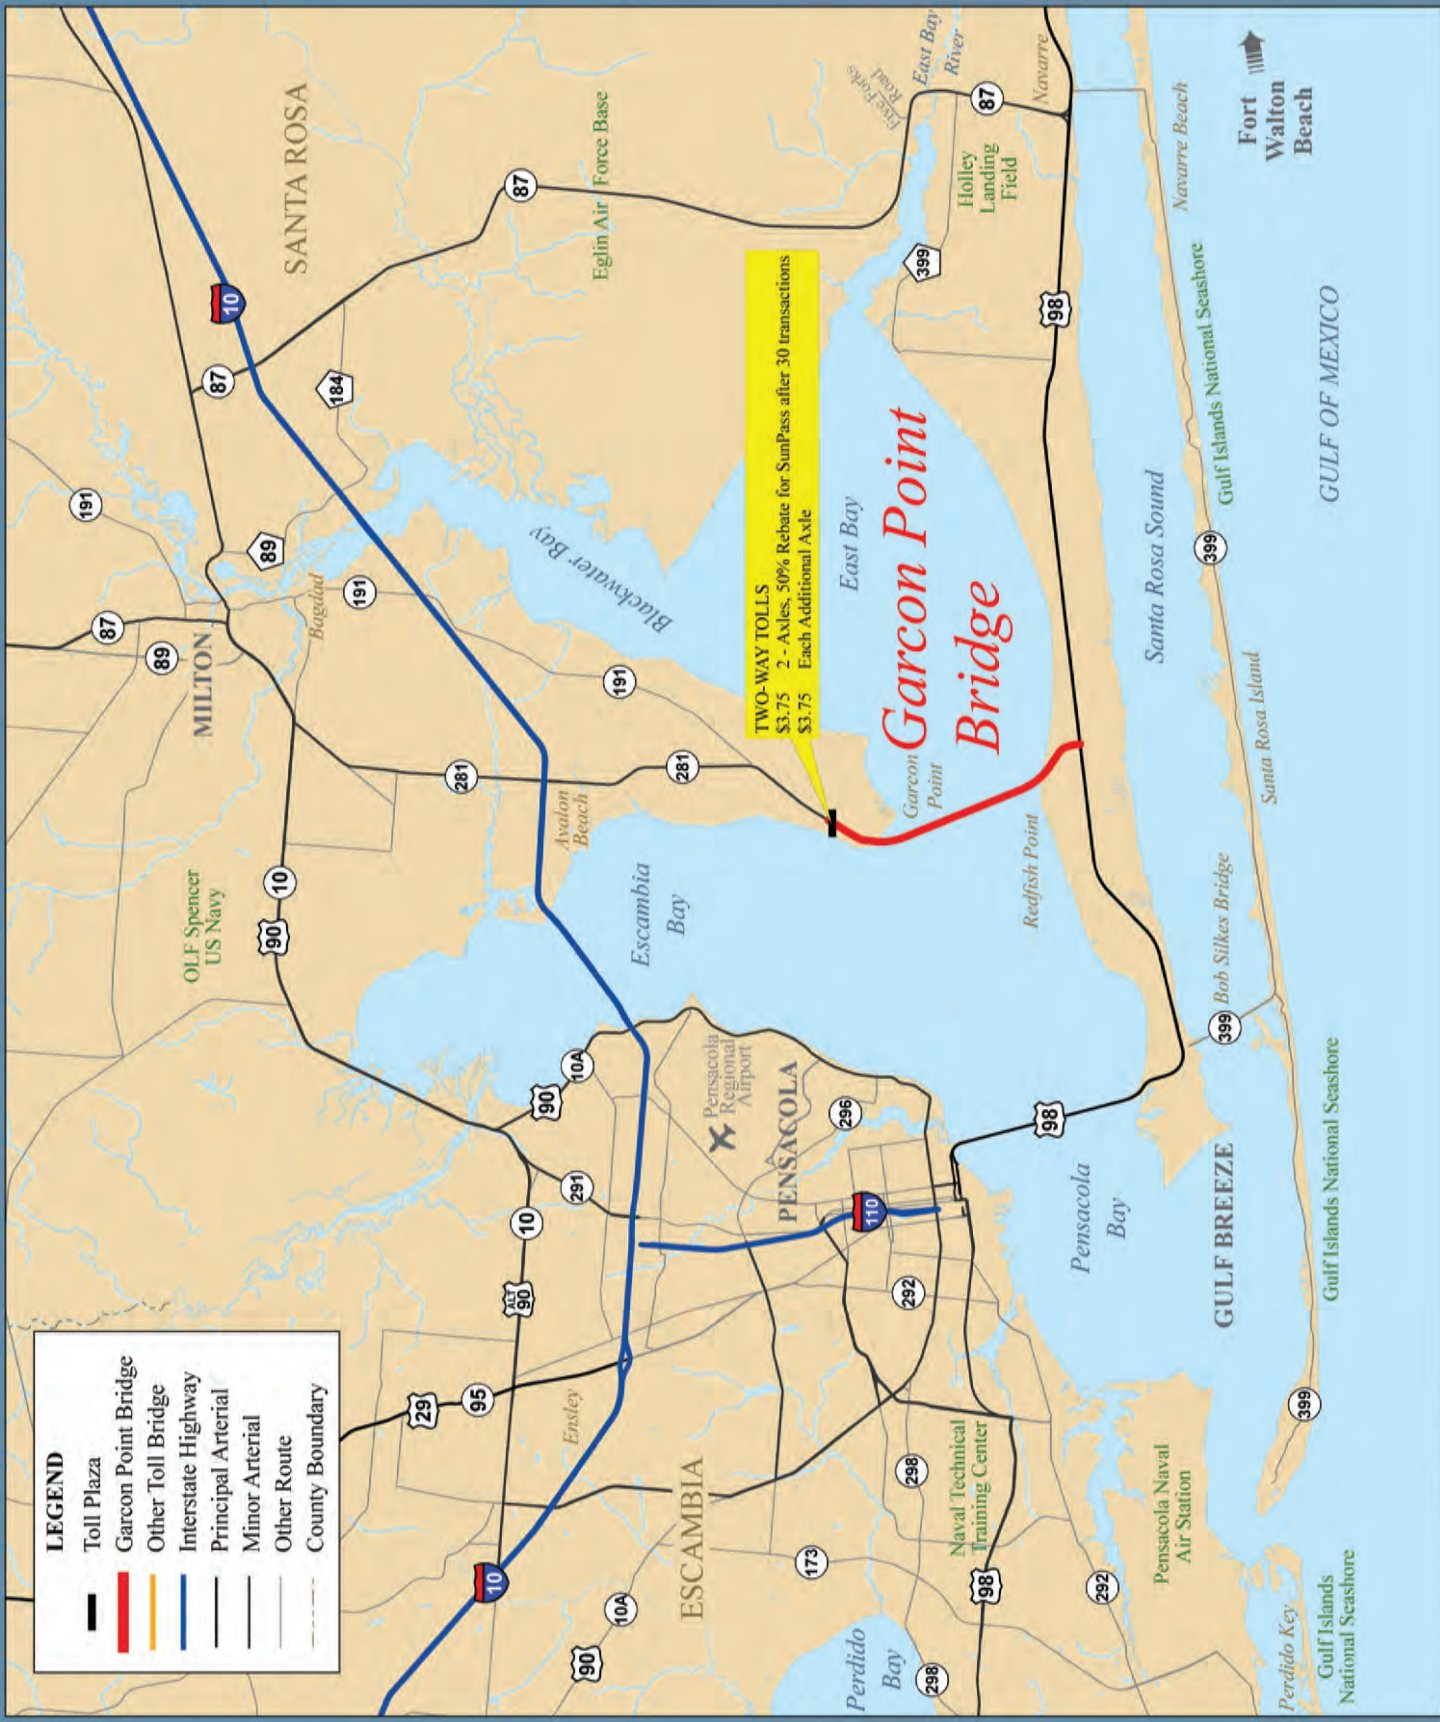 LEGEND
Toll Plaza
Garcon Point Bridge
Other Toll Bridge
Interstate Highway
Principal Arterial
Minor Arterial
Other Route
County Boundary
TWO-WAY TOLLS
$3.75 2 - Axles, 50% Rebate for SunPass after 30 transactions
$3.75 Each Additional Axle
Garcon Point
Bridge
SANTA ROSA
ESCAMBIA
MILTON
PENSACOLA
GULF BREEZE
Fort
Walton
Beach
OLF Spencer
US Navy
Eglin Air Force Base
Holley
Landing
Field
Naval Technical
Training Center
Pensacola Naval
Air Station
Gulf Islands
National Seashore
Gulf Islands National Seashore
Gulf Islands National Seashore
Pensacola
Regional
Airport
Bagdad
Avalon
Beach
Ensley
Garcon
Point
Redfish Point
Bob Silkes Bridge
Santa Rosa Island
Navarre Beach
Navarre
Perdido Key
Five Forks
Road
East Bay
River
Blackwater Bay
East Bay
Escambia
Bay
Pensacola
Bay
Perdido
Bay
Santa Rosa Sound
GULF OF MEXICO
10
10
110
29
95
ALT
90
10
291
90
10A
90
10
90
10A
173
298
298
292
292
296
98
98
98
399
399
399
399
281
281
191
191
191
87
87
87
87
89
89
184